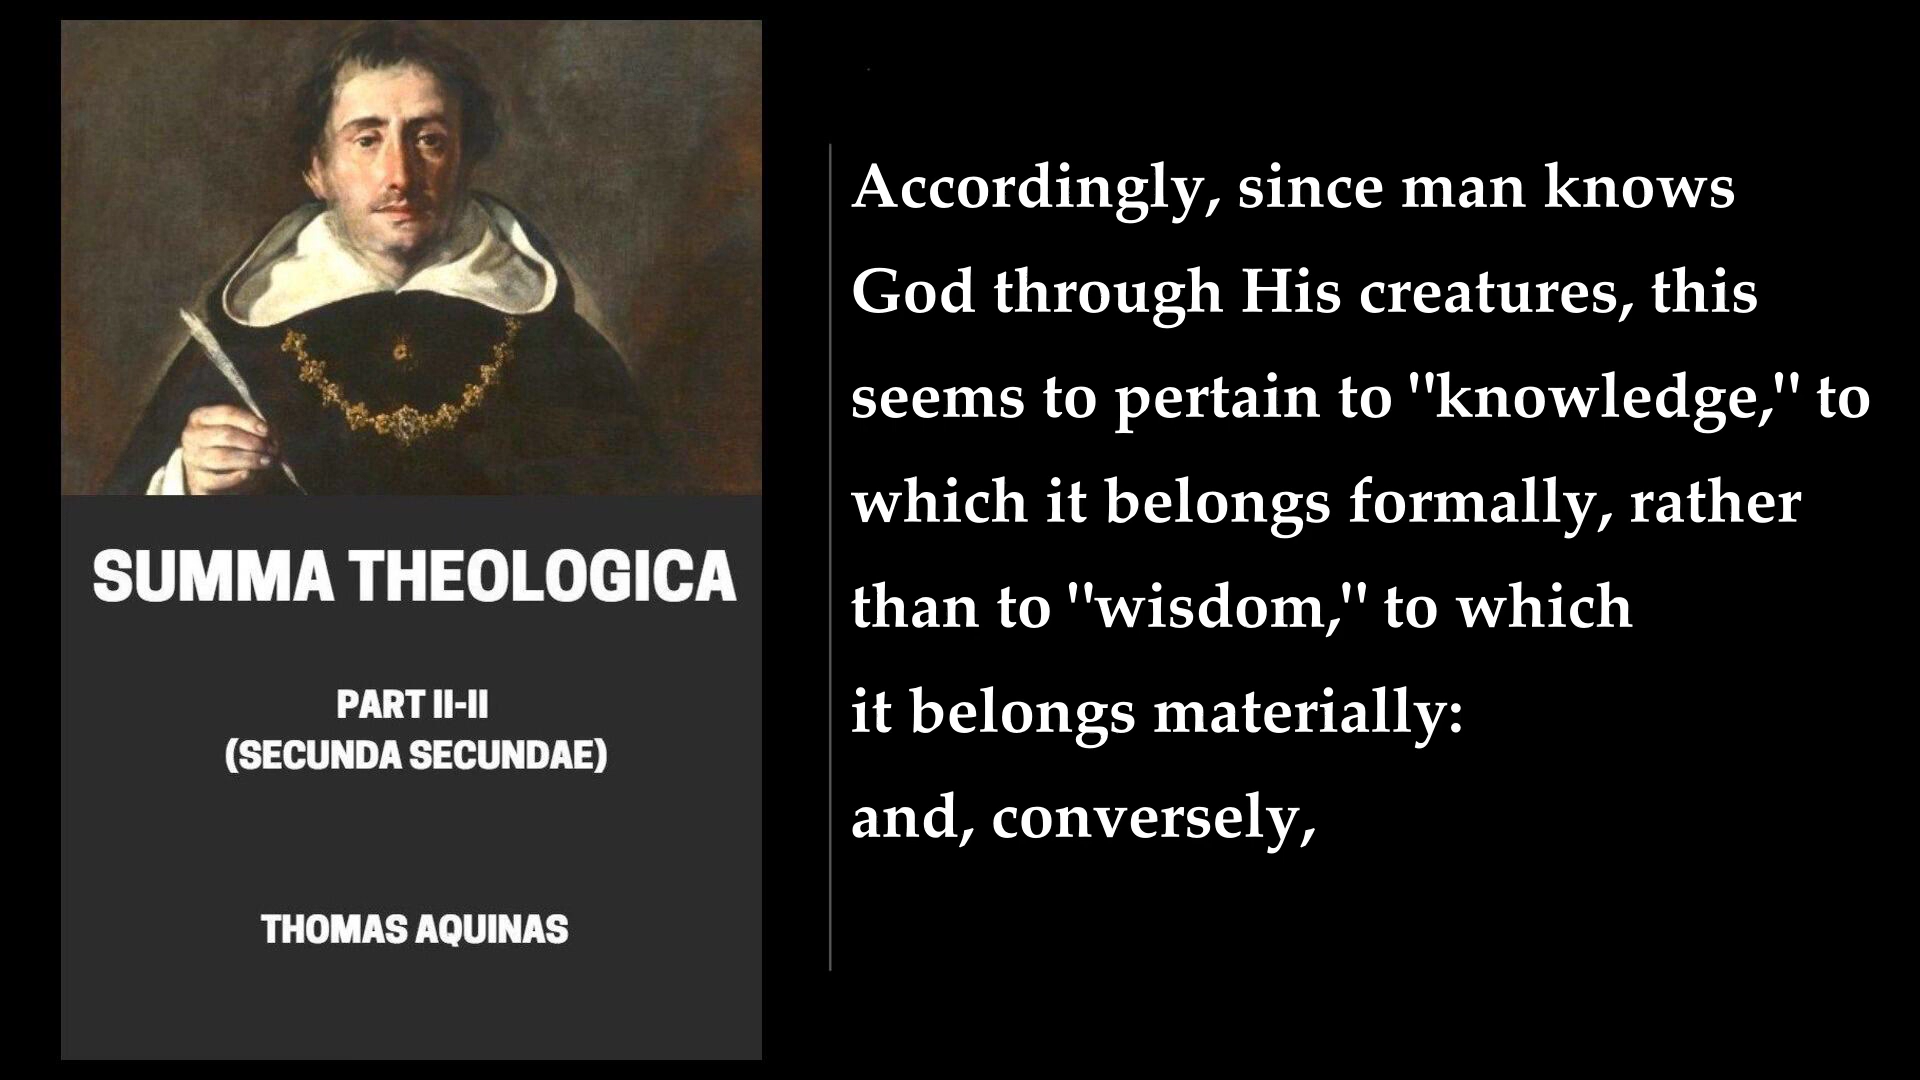 SUMMA THEOLOGICA
PART II-II
(SECUNDA SECUNDAE)
THOMAS AQUINAS
Accordingly, since man knows
God through His creatures, this
seems to pertain to "knowledge," to
which it belongs formally, rather
than to "wisdom," to which
it belongs materially:
and, conversely,